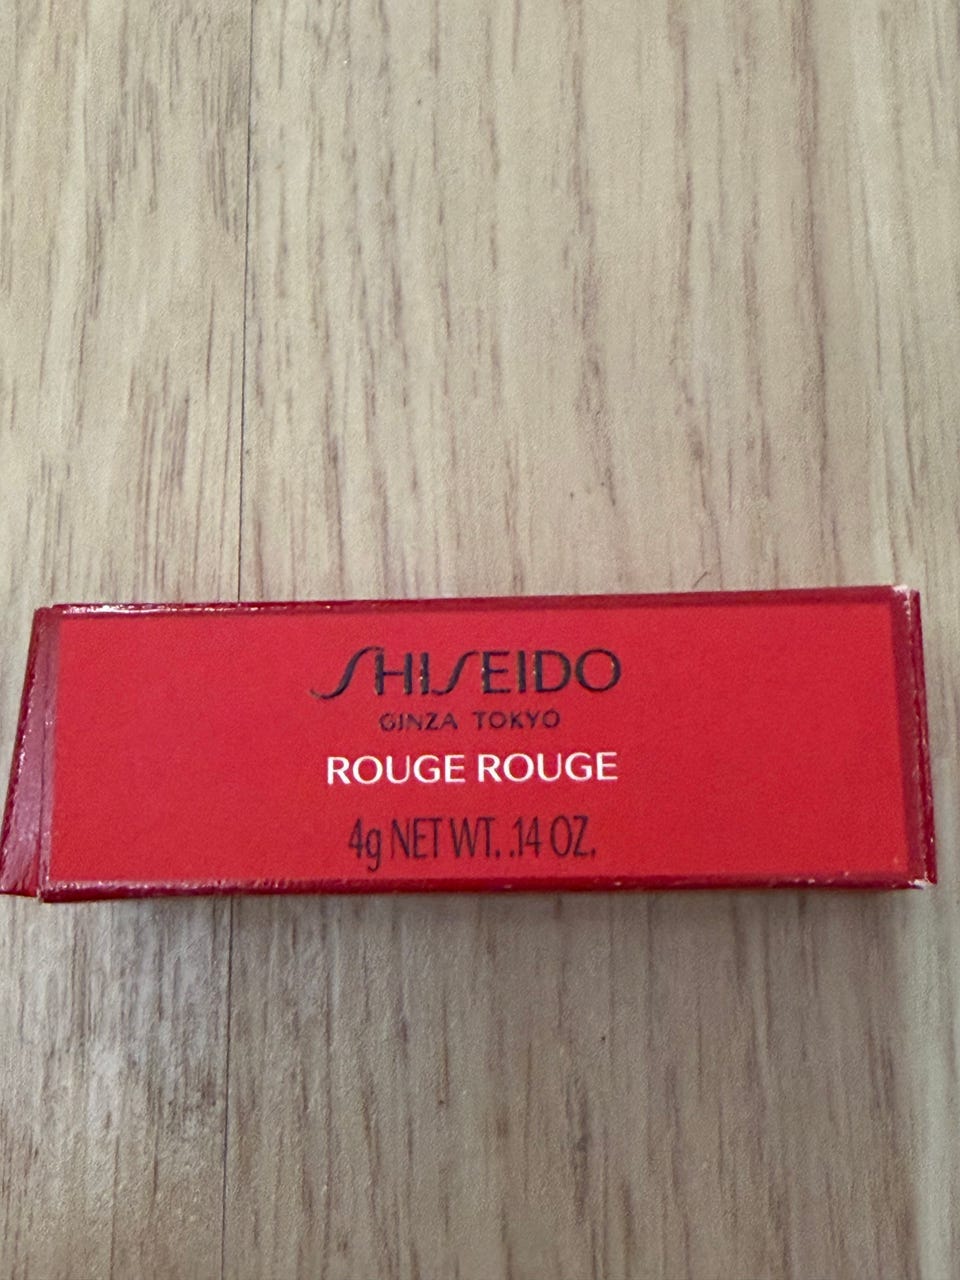 SHISEIDO
GINZA TOKYO
ROUGE ROUGE
4g NET WT. .14 OZ.